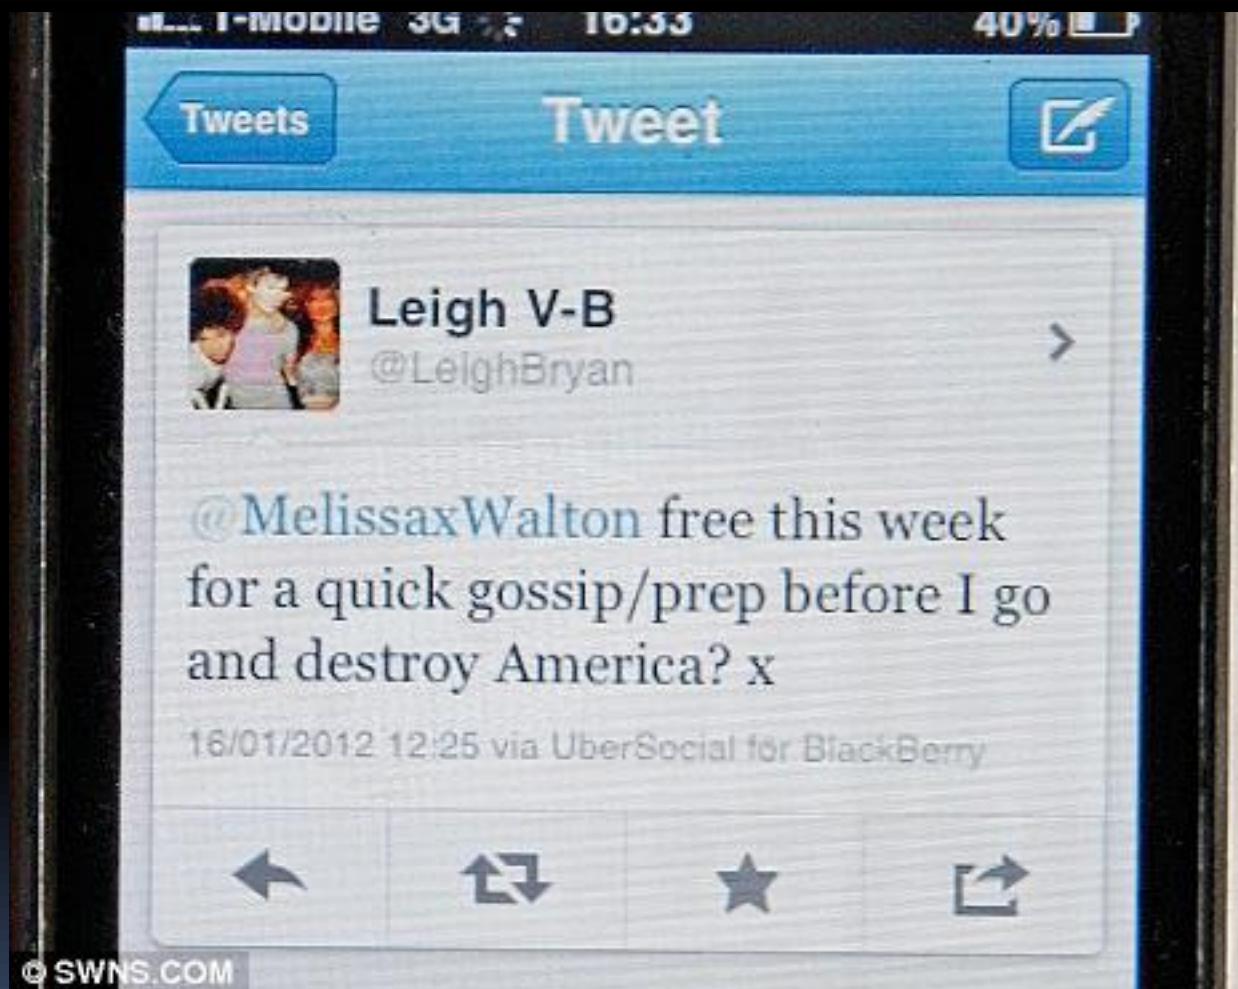 T-Mobile 3G 16:33 40%
Tweets Tweet
Leigh V-B
@LeighBryan
@MelissaxWalton free this week
for a quick gossip/prep before I go
and destroy America? x
16/01/2012 12:25 via UberSocial for BlackBerry
© SWNS.COM